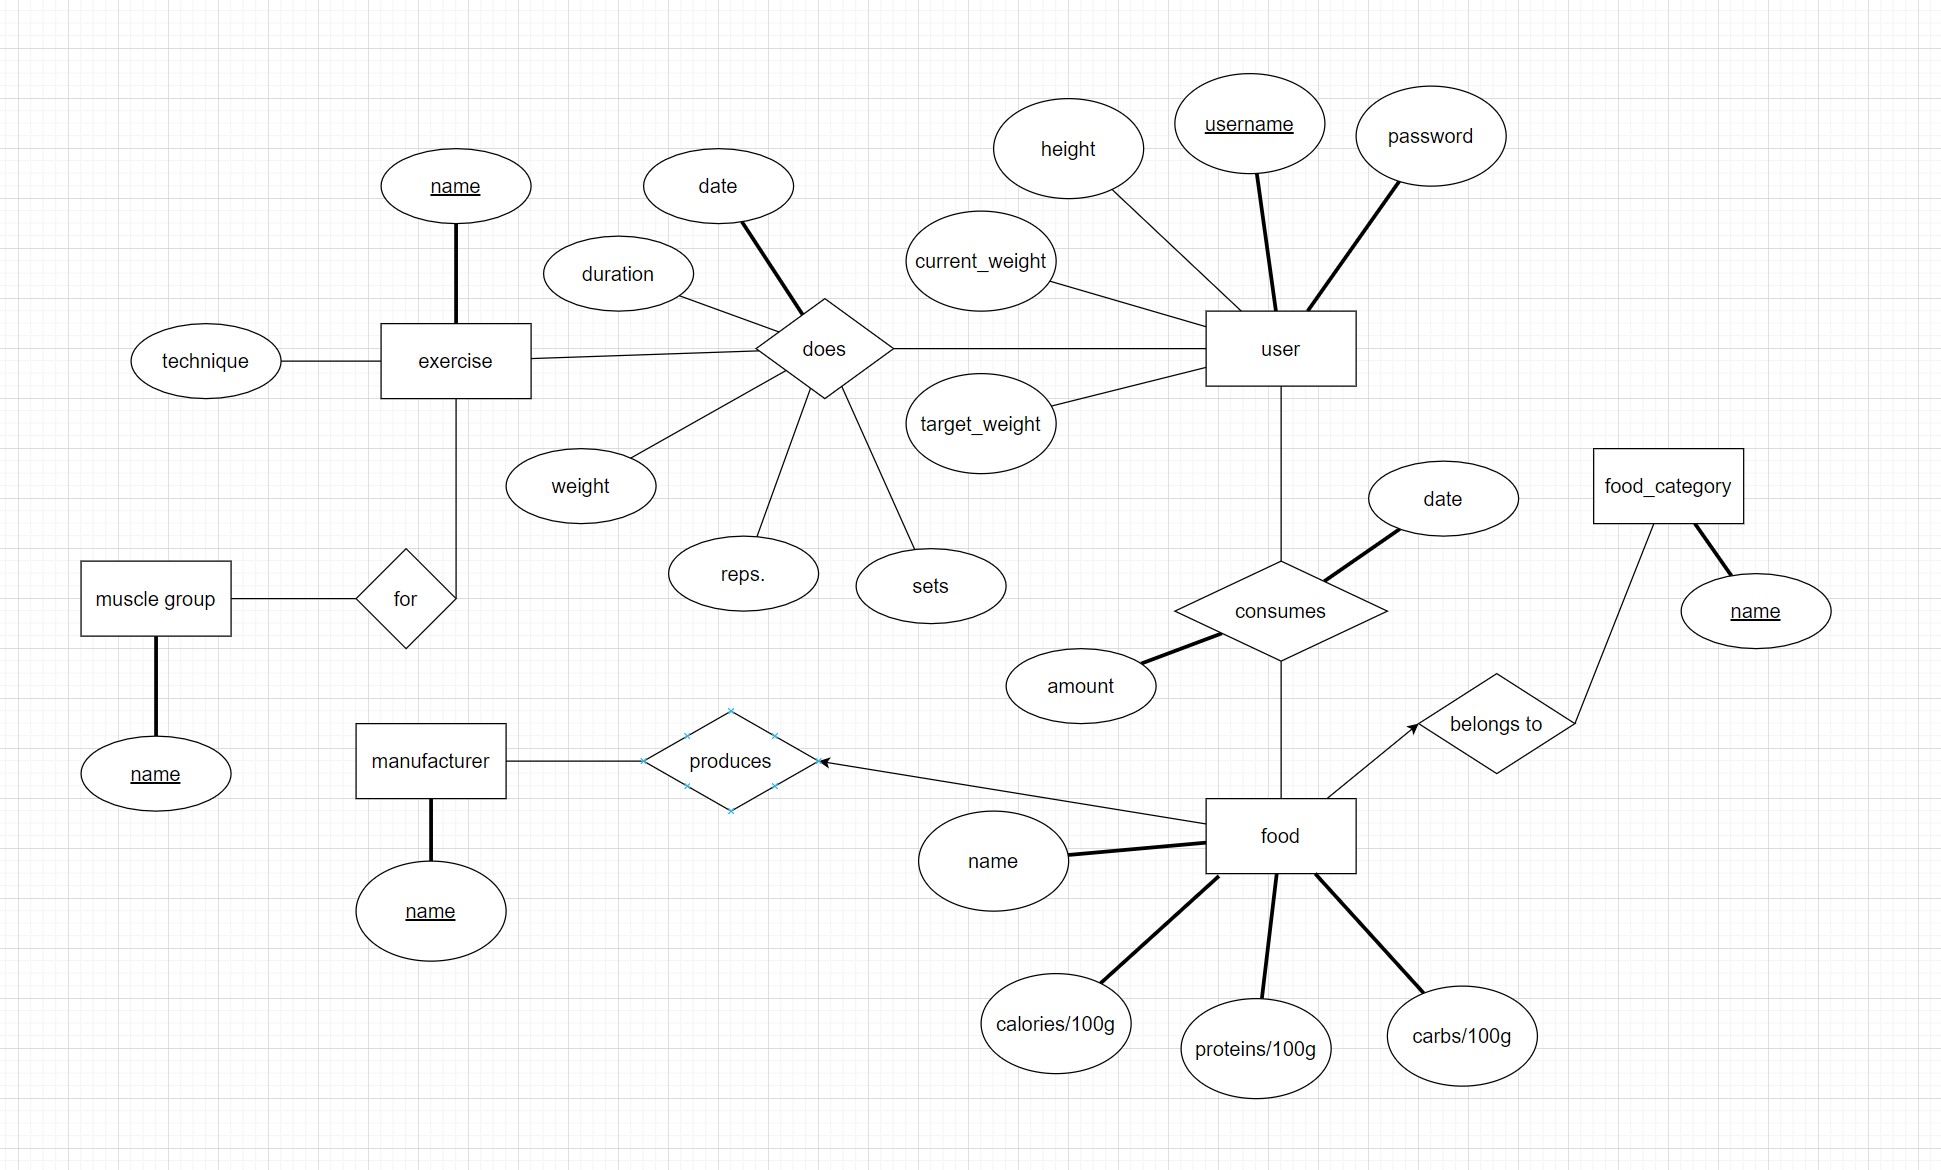 username
password
height
name
date
current_weight
duration
does
user
technique
exercise
target_weight
weight
food_category
date
reps.
sets
muscle group
for
consumes
name
amount
belongs to
manufacturer
produces
name
food
name
name
calories/100g
proteins/100g
carbs/100g